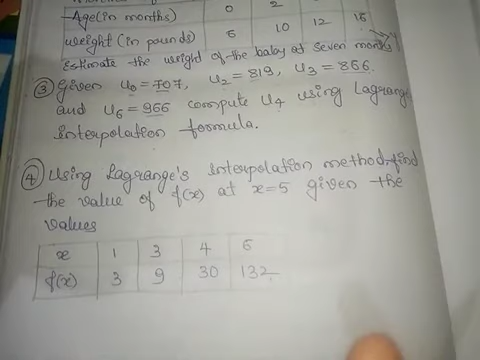 Age(in months) 0 2
weight (in pounds) 6 10 12 16
Estimate the weight of the baby at seven months
③ Given u₀ = 707, u₂ = 819, u₃ = 866
and u₆ = 966 compute u₄ using Lagrange
interpolation formula.
④ Using Lagrange's interpolation method find
the value of f(x) at x=5 given the
values
x 1 3 4 6
f(x) 3 9 30 132